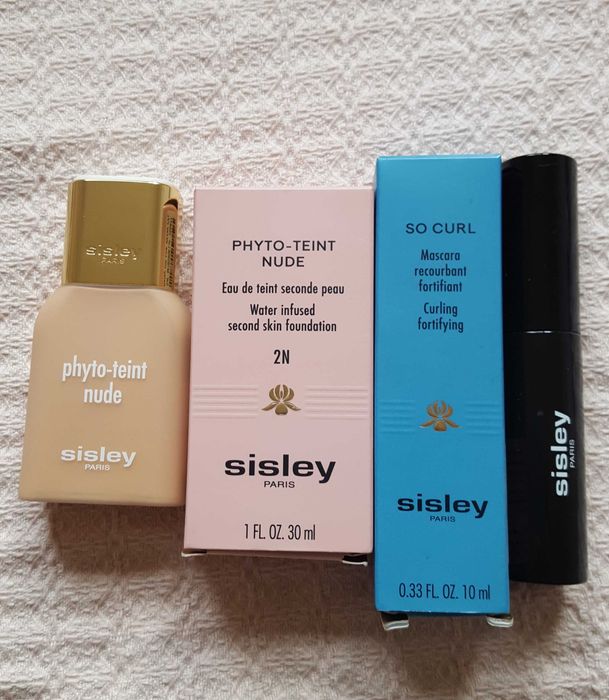 sisley
PARIS
phyto-teint
nude
sisley
PARIS
PHYTO-TEINT
NUDE
Eau de teint seconde peau
Water infused
second skin foundation
2N
sisley
PARIS
1 FL. OZ. 30 ml
SO CURL
Mascara
recourbant
fortifiant
Curling
fortifying
sisley
PARIS
0.33 FL. OZ. 10 ml
sisley
PARIS